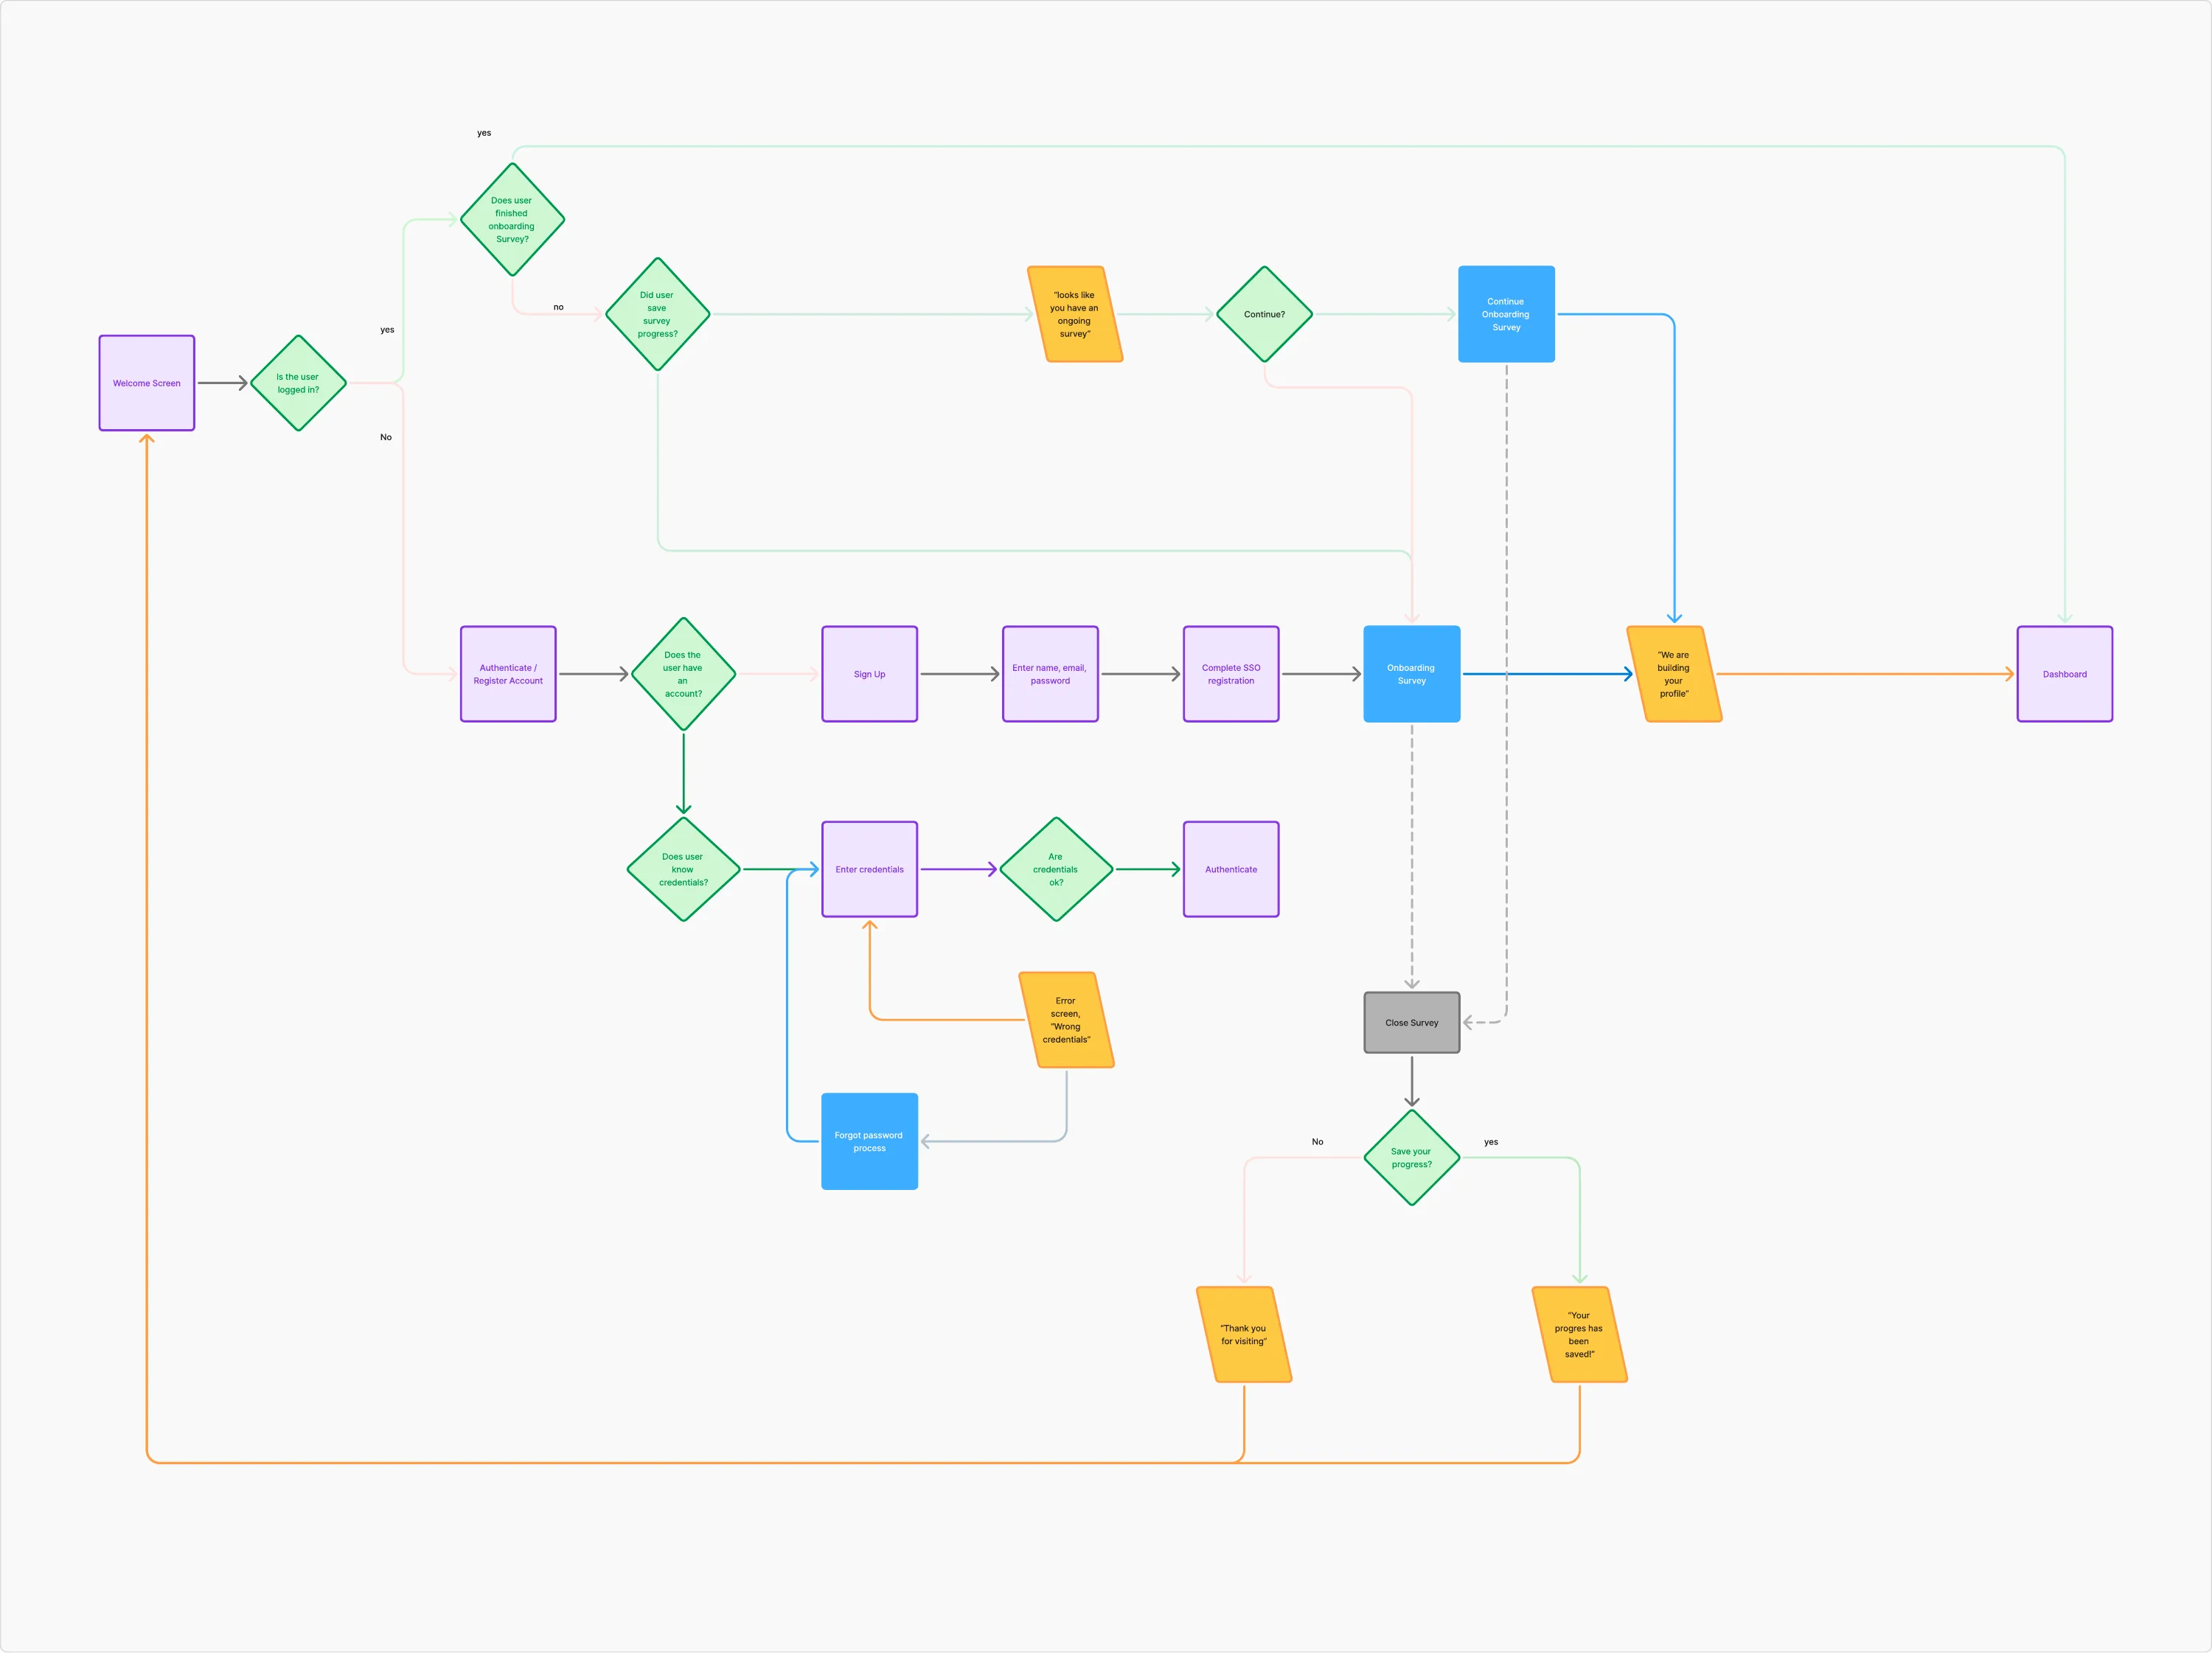 yes
Does user
finished
onboarding
Survey?
no
Did user
save
survey
progress?
“looks like
you have an
ongoing
survey”
Continue?
Continue
Onboarding
Survey
yes
Welcome Screen
Is the user
logged in?
No
Authenticate /
Register Account
Does the
user have
an
account?
Sign Up
Enter name, email,
password
Complete SSO
registration
Onboarding
Survey
“We are
building
your
profile”
Dashboard
Does user
know
credentials?
Enter credentials
Are
credentials
ok?
Authenticate
Error
screen,
“Wrong
credentials”
Close Survey
Forgot password
process
No
Save your
progress?
yes
“Thank you
for visiting”
“Your
progres has
been
saved!”